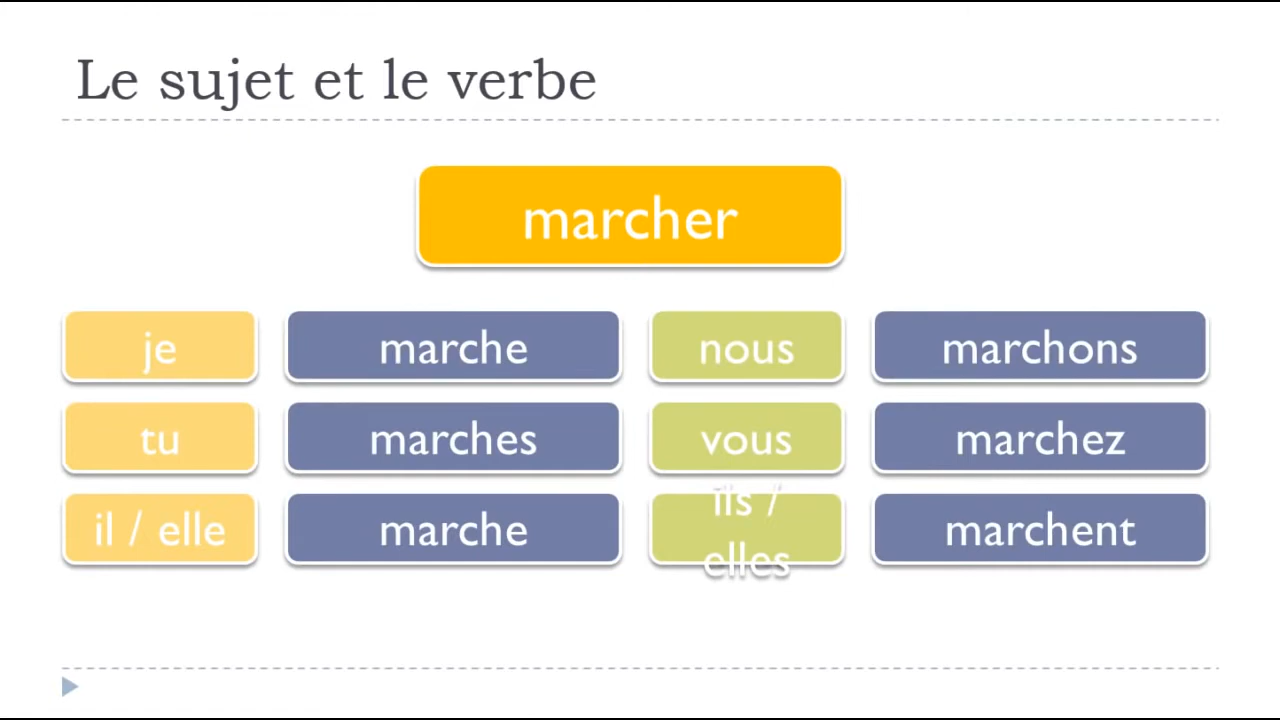 Le sujet et le verbe
marcher
je marche nous marchons
tu marches vous marchez
il / elle marche ils /
elles marchent